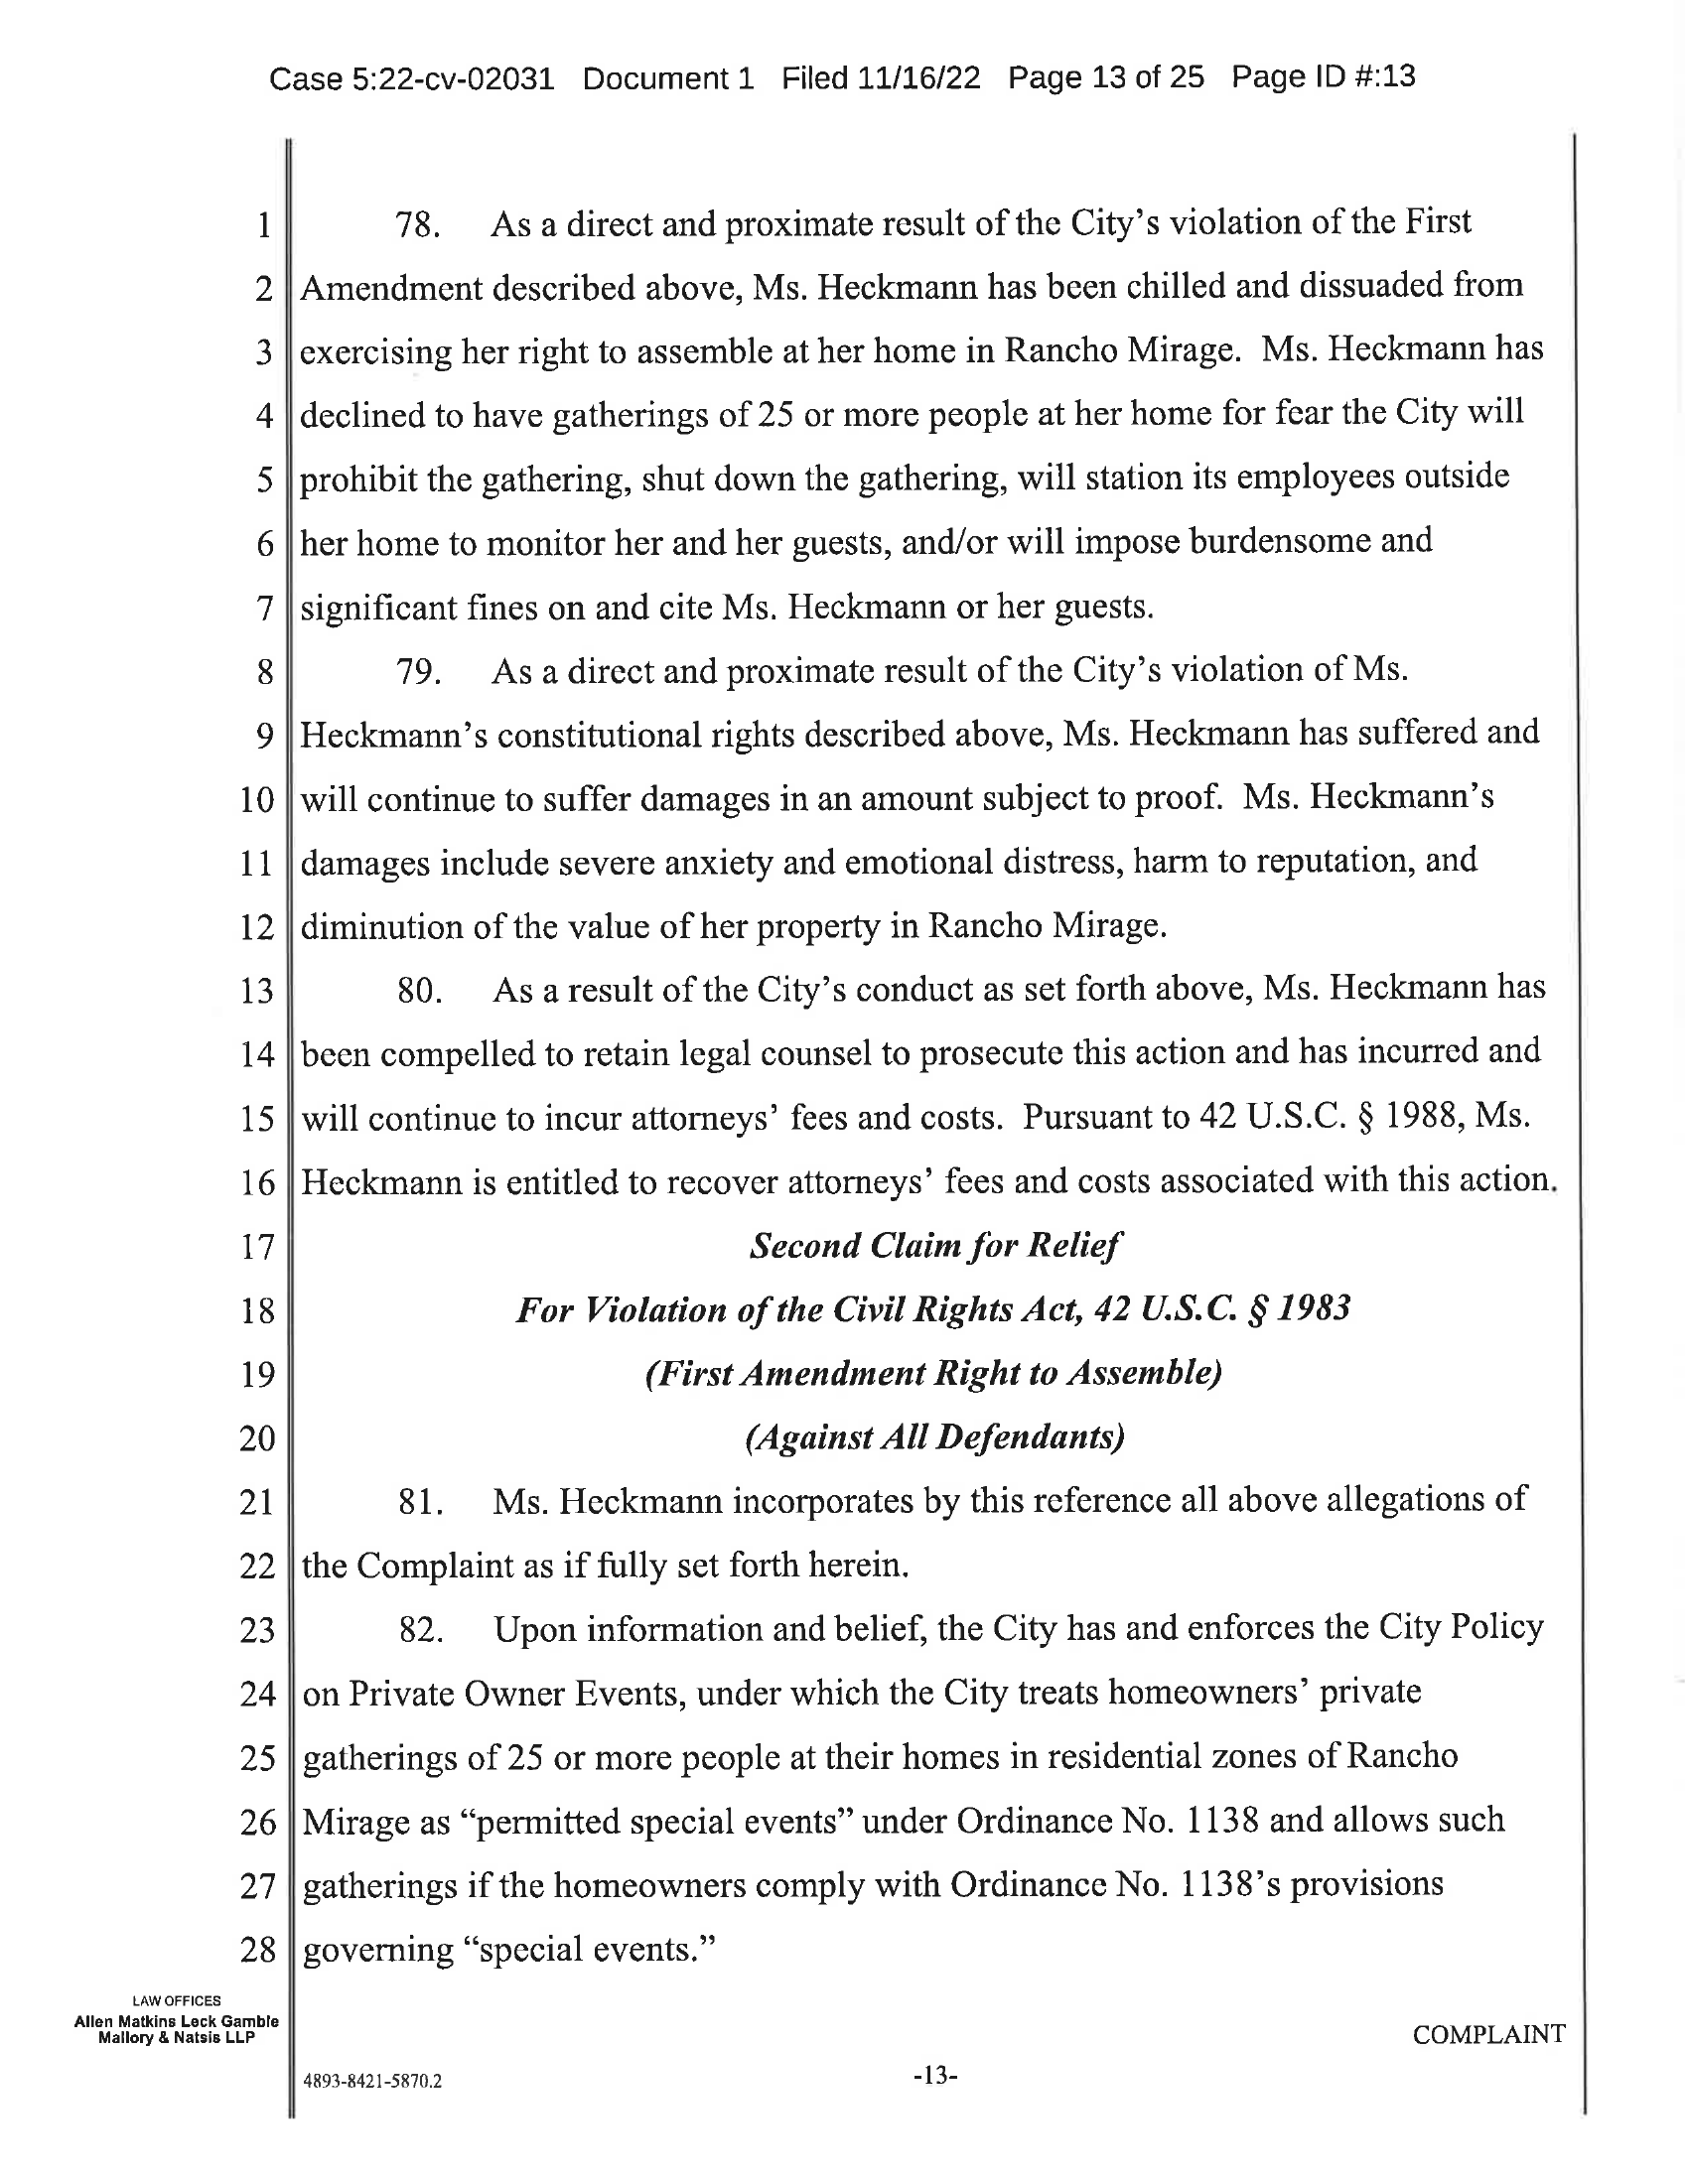 Case 5:22-cv-02031 Document 1 Filed 11/16/22 Page 13 of 25 Page ID #:13
1 78. As a direct and proximate result of the City's violation of the First
2 Amendment described above, Ms. Heckmann has been chilled and dissuaded from
3 exercising her right to assemble at her home in Rancho Mirage. Ms. Heckmann has
4 declined to have gatherings of 25 or more people at her home for fear the City will
5 prohibit the gathering, shut down the gathering, will station its employees outside
6 her home to monitor her and her guests, and/or will impose burdensome and
7 significant fines on and cite Ms. Heckmann or her guests.
8 79. As a direct and proximate result of the City's violation of Ms.
9 Heckmann's constitutional rights described above, Ms. Heckmann has suffered and
10 will continue to suffer damages in an amount subject to proof. Ms. Heckmann's
11 damages include severe anxiety and emotional distress, harm to reputation, and
12 diminution of the value of her property in Rancho Mirage.
13 80. As a result of the City's conduct as set forth above, Ms. Heckmann has
14 been compelled to retain legal counsel to prosecute this action and has incurred and
15 will continue to incur attorneys' fees and costs. Pursuant to 42 U.S.C. § 1988, Ms.
16 Heckmann is entitled to recover attorneys' fees and costs associated with this action.
17 Second Claim for Relief
18 For Violation of the Civil Rights Act, 42 U.S.C. § 1983
19 (First Amendment Right to Assemble)
20 (Against All Defendants)
21 81. Ms. Heckmann incorporates by this reference all above allegations of
22 the Complaint as if fully set forth herein.
23 82. Upon information and belief, the City has and enforces the City Policy
24 on Private Owner Events, under which the City treats homeowners' private
25 gatherings of 25 or more people at their homes in residential zones of Rancho
26 Mirage as "permitted special events" under Ordinance No. 1138 and allows such
27 gatherings if the homeowners comply with Ordinance No. 1138's provisions
28 governing "special events."
LAW OFFICES
Allen Matkins Leck Gamble
Mallory & Natsis LLP
COMPLAINT
4893-8421-5870.2
-13-